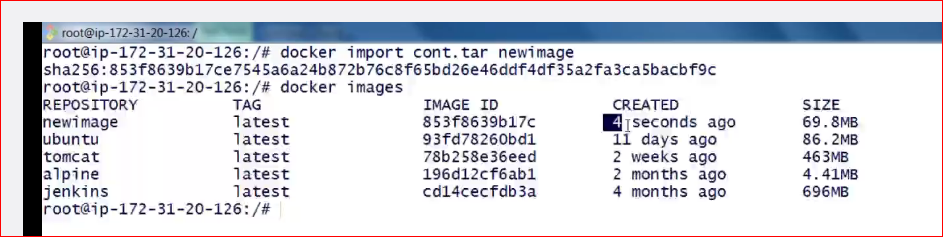 root@ip-172-31-20-126: /
root@ip-172-31-20-126:/# docker import cont.tar newimage
sha256:853f8639b17ce7545a6a24b872b76c8f65bd26e46ddf4df35a2fa3ca5bacbf9c
root@ip-172-31-20-126:/# docker images
REPOSITORY TAG IMAGE ID CREATED SIZE
newimage latest 853f8639b17c 4 seconds ago 69.8MB
ubuntu latest 93fd78260bd1 11 days ago 86.2MB
tomcat latest 78b258e36eed 2 weeks ago 463MB
alpine latest 196d12cf6ab1 2 months ago 4.41MB
jenkins latest cd14cecfdb3a 4 months ago 696MB
root@ip-172-31-20-126:/#